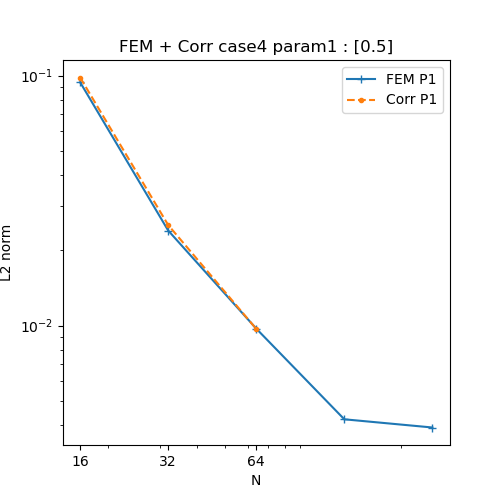 FEM + Corr case4 param1 : [0.5]
FEM P1
Corr P1
10⁻¹
10⁻²
L2 norm
16
32
64
N